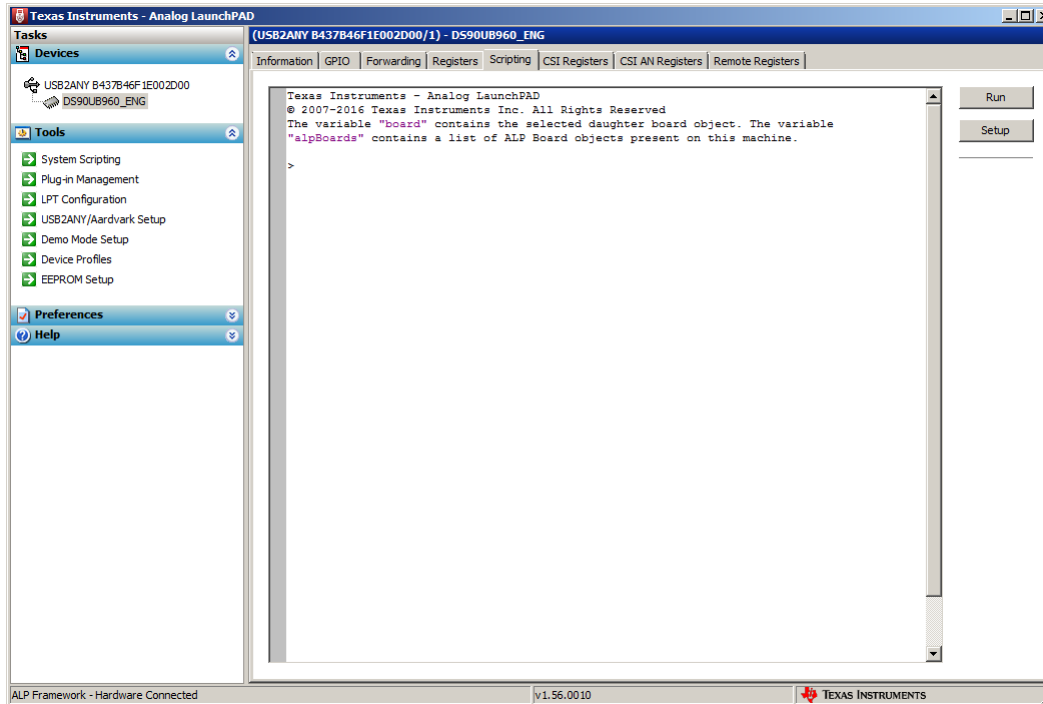 Texas Instruments - Analog LaunchPAD
Tasks
Devices
USB2ANY B437B46F1E002D00
DS90UB960_ENG
Tools
System Scripting
Plug-in Management
LPT Configuration
USB2ANY/Aardvark Setup
Demo Mode Setup
Device Profiles
EEPROM Setup
Preferences
Help
(USB2ANY B437B46F1E002D00/1) - DS90UB960_ENG
Information GPIO Forwarding Registers Scripting CSI Registers CSI AN Registers Remote Registers
Texas Instruments - Analog LaunchPAD
© 2007-2016 Texas Instruments Inc. All Rights Reserved
The variable "board" contains the selected daughter board object. The variable
"alpBoards" contains a list of ALP Board objects present on this machine.
>
Run
Setup
ALP Framework - Hardware Connected
v1.56.0010
TEXAS INSTRUMENTS